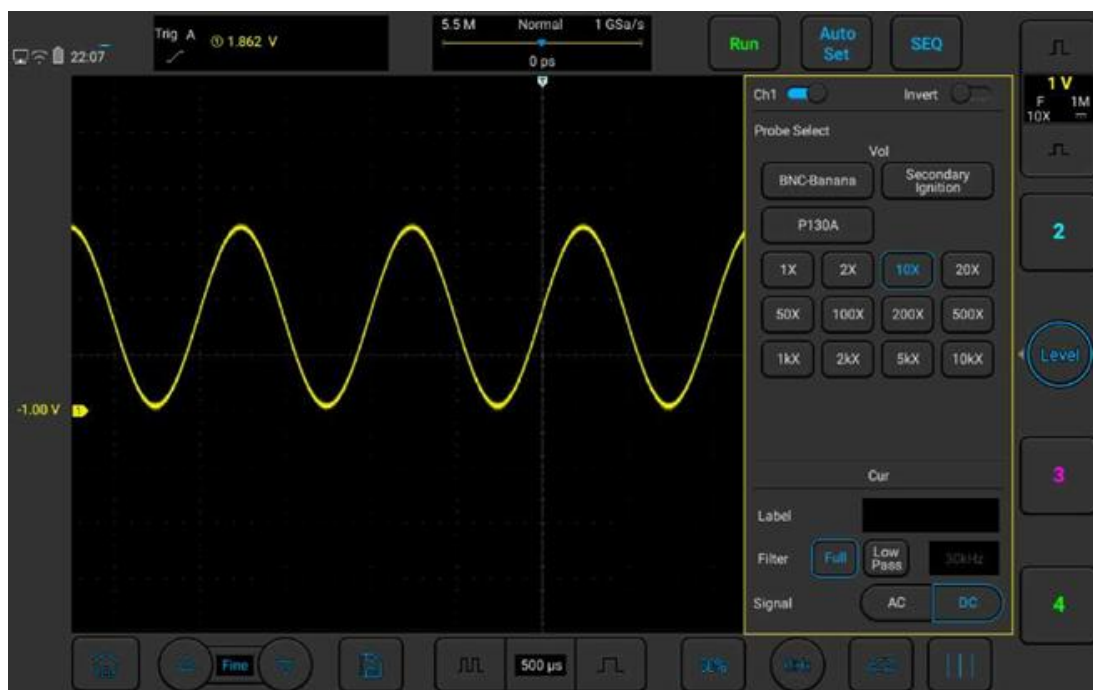 Trig A
① 1.862 V
5.5 M Normal 1 GSa/s
0 ps
Run
Auto
Set
SEQ
22:07
T
1 V
F 1M
10X
Ch1
Invert
Probe Select
Vol
BNC-Banana
Secondary
Ignition
P130A
1X 2X 10X 20X
50X 100X 200X 500X
1kX 2kX 5kX 10kX
2
Level
-1.00 V
1
Cur
3
Label
Filter Full Low
Pass 30kHz
Signal AC DC
4
Fine
500 μs
50%